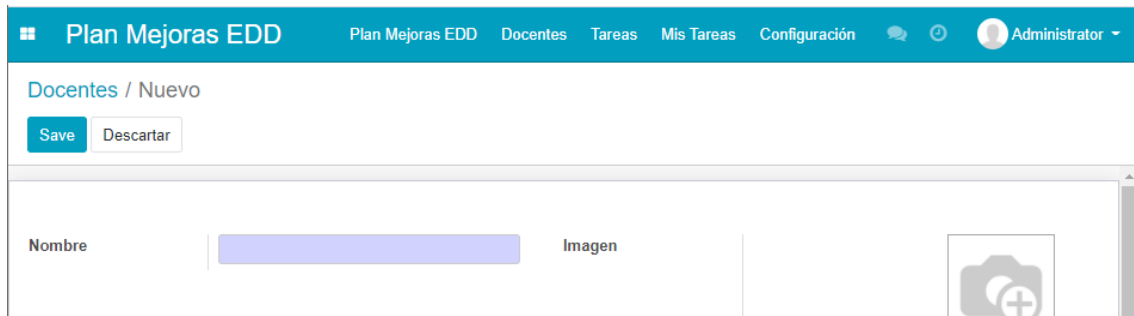 Plan Mejoras EDD Plan Mejoras EDD Docentes Tareas Mis Tareas Configuración Administrator
Docentes / Nuevo
Save Descartar
Nombre Imagen